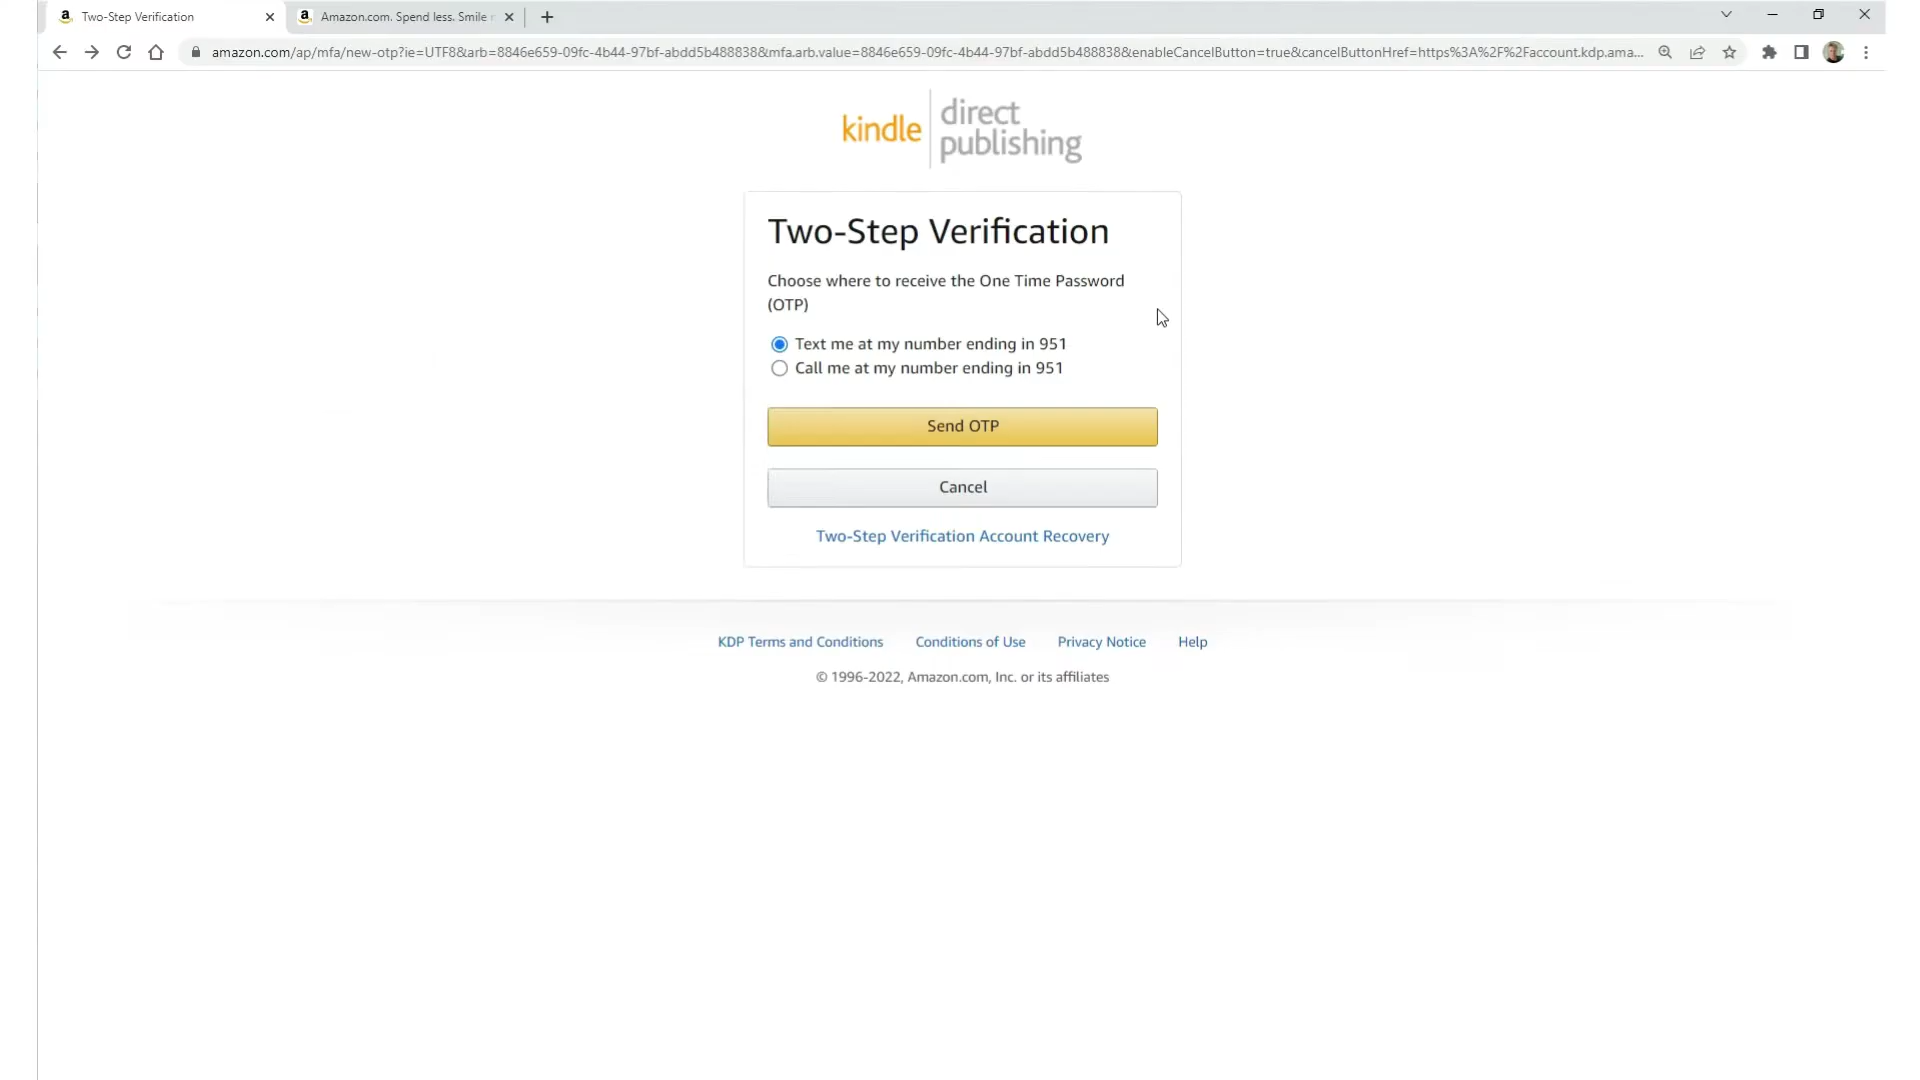 Two-Step Verification
Amazon.com. Spend less. Smile
amazon.com/ap/mfa/new-otp?ie=UTF8&arb=8846e659-09fc-4b44-97bf-abdd5b488838&mfa.arb.value=8846e659-09fc-4b44-97bf-abdd5b488838&enableCancelButton=true&cancelButtonHref=https%3A%2F%2Faccount.kdp.ama...
kindle
direct
publishing
Two-Step Verification
Choose where to receive the One Time Password
(OTP)
Text me at my number ending in 951
Call me at my number ending in 951
Send OTP
Cancel
Two-Step Verification Account Recovery
KDP Terms and Conditions Conditions of Use Privacy Notice Help
© 1996-2022, Amazon.com, Inc. or its affiliates